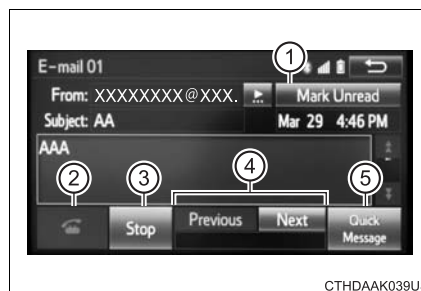 E-mail 01
1
From: XXXXXXXX@XXX. Mark Unread
Subject: AA Mar 29 4:46 PM
AAA
2 3 4 5
Stop Previous Next Quick
Message
CTHDAAK039U